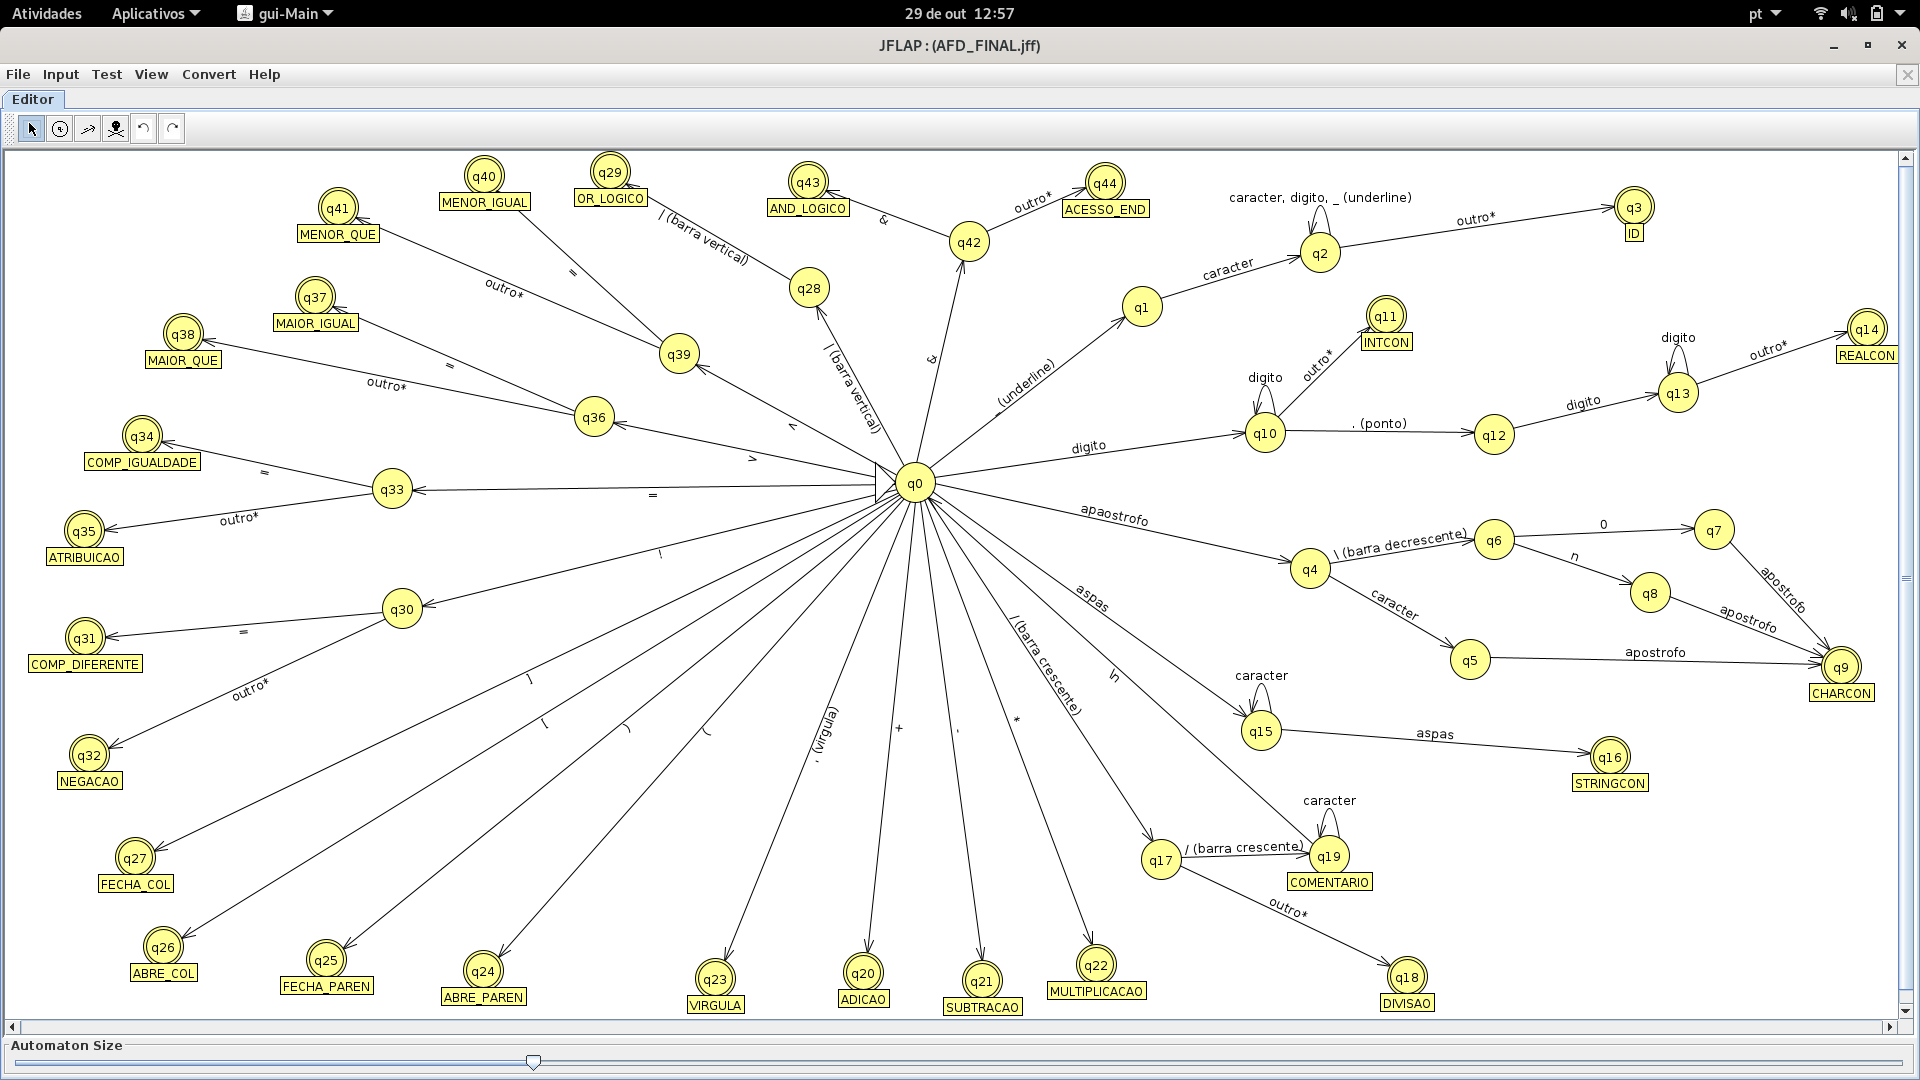 Atividades Aplicativos gui-Main 29 de out 12:57 pt
JFLAP : (AFD_FINAL.jff)
File Input Test View Convert Help
Editor
q40
MENOR_IGUAL
q29
OR_LOGICO
q43
AND_LOGICO
q44
ACESSO_END
q41
MENOR_QUE
q3
ID
caracter, digito, _ (underline)
outro*
q2
q42
&
outro*
| (barra vertical)
q28
=
outro*
q37
MAIOR_IGUAL
q38
MAIOR_QUE
q39
=
outro*
q36
| (barra vertical)
&
_ (underline)
q1
caracter
q11
INTCON
digito
outro*
q10
. (ponto)
q12
digito
digito
q13
outro*
q14
REALCON
digito
<
>
q34
COMP_IGUALDADE
=
q33
=
q0
outro*
q35
ATRIBUICAO
apaostrofo
q4
\ (barra decrescente)
q6
0
q7
n
q8
apostrofo
apostrofo
caracter
q5
apostrofo
q9
CHARCON
!
q30
=
q31
COMP_DIFERENTE
outro*
q32
NEGACAO
aspas
caracter
q15
aspas
q16
STRINGCON
]
[
)
(
, (virgula)
+
-
*
/ (barra crescente)
\n
caracter
q17
/ (barra crescente)
q19
COMENTARIO
outro*
q18
DIVISAO
q27
FECHA_COL
q26
ABRE_COL
q25
FECHA_PAREN
q24
ABRE_PAREN
q23
VIRGULA
q20
ADICAO
q21
SUBTRACAO
q22
MULTIPLICACAO
Automaton Size